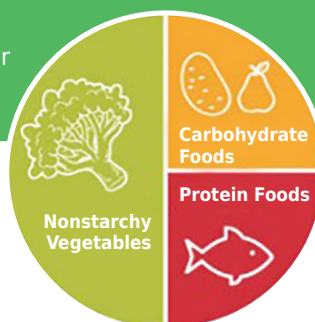 r
Carbohydrate
Foods
Protein Foods
Nonstarchy
Vegetables